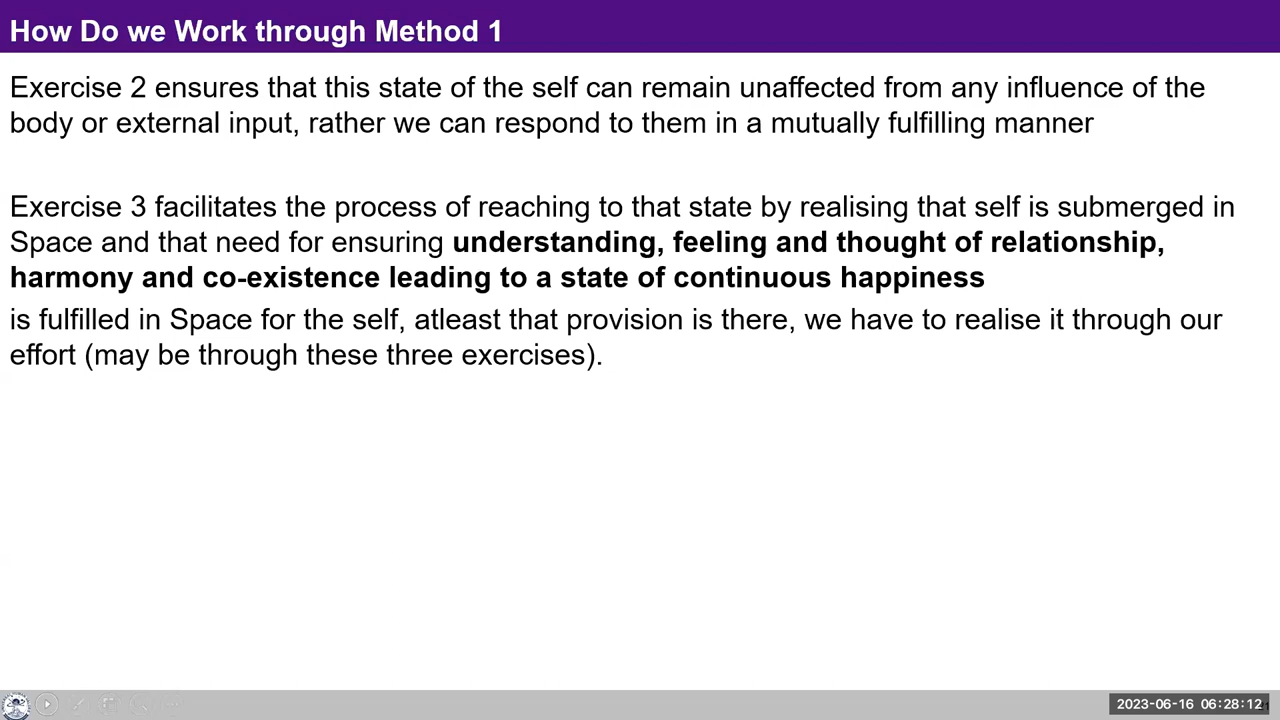 How Do we Work through Method 1
Exercise 2 ensures that this state of the self can remain unaffected from any influence of the
body or external input, rather we can respond to them in a mutually fulfilling manner
Exercise 3 facilitates the process of reaching to that state by realising that self is submerged in
Space and that need for ensuring understanding, feeling and thought of relationship,
harmony and co-existence leading to a state of continuous happiness
is fulfilled in Space for the self, atleast that provision is there, we have to realise it through our
effort (may be through these three exercises).
2023-06-16 06:28:12